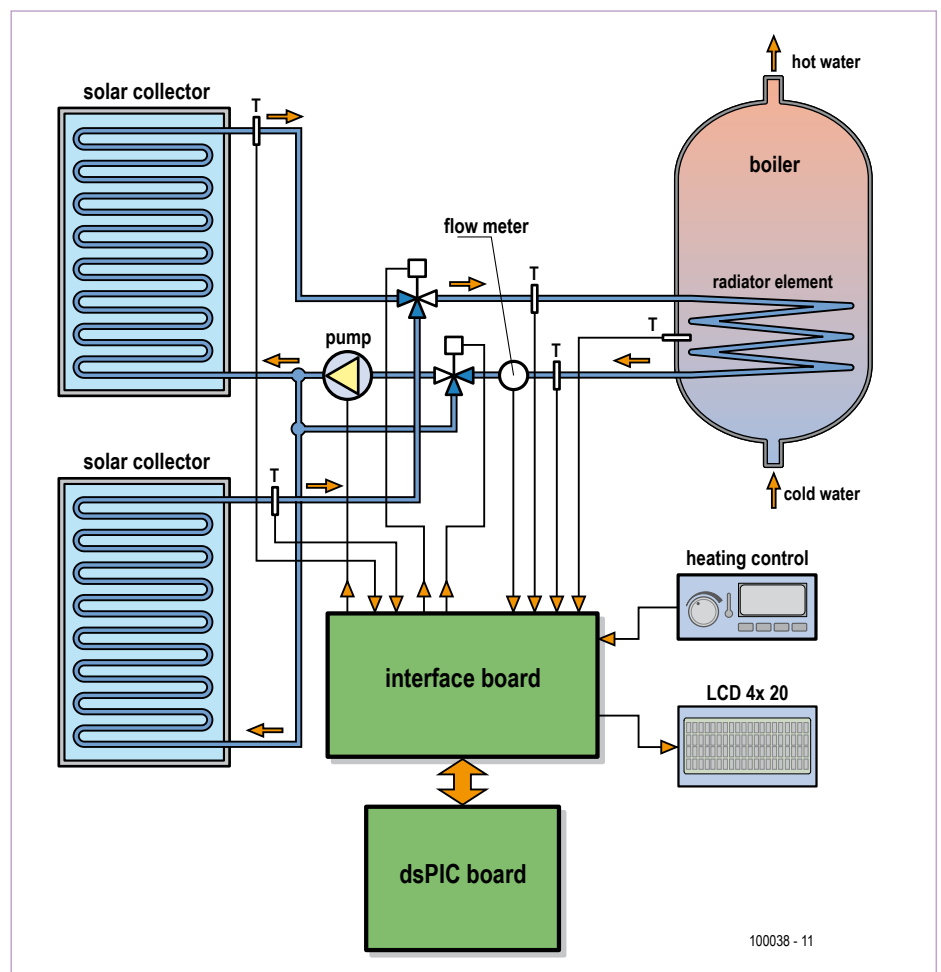 hot water
solar collector
T
boiler
flow meter
radiator element
T
T
pump
T
solar collector
T
cold water
heating control
interface board
LCD 4x 20
dsPIC board
100038 - 11